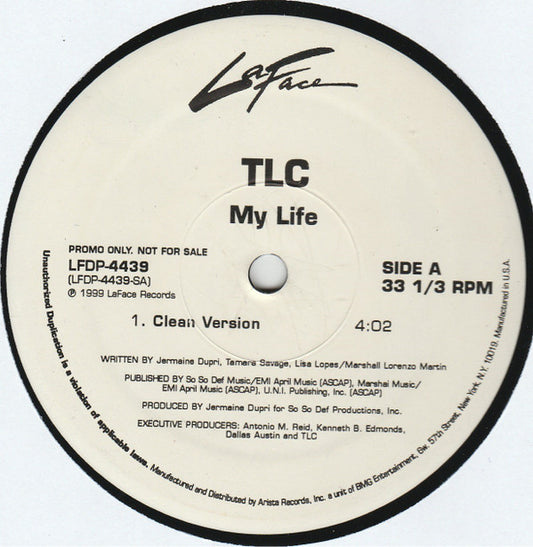 LaFace
TLC
My Life
PROMO ONLY. NOT FOR SALE
LFDP-4439
(LFDP-4439-SA)
℗ 1999 LaFace Records
SIDE A
33 1/3 RPM
1. Clean Version 4:02
WRITTEN BY Jermaine Dupri, Tamara Savage, Lisa Lopes/Marshall Lorenzo Martin
PUBLISHED BY So So Def Music/EMI April Music (ASCAP), Marshai Music/
EMI April Music (ASCAP), U.N.I. Publishing, Inc. (ASCAP)
PRODUCED BY Jermaine Dupri for So So Def Productions, Inc.
EXECUTIVE PRODUCERS: Antonio M. Reid, Kenneth B. Edmonds,
Dallas Austin and TLC
Unauthorized Duplication is a violation of applicable laws. Manufactured and Distributed by Arista Records, Inc. a unit of BMG Entertainment, 6w. 57th Street, New York, N.Y. 10019. Manufactured in U.S.A.